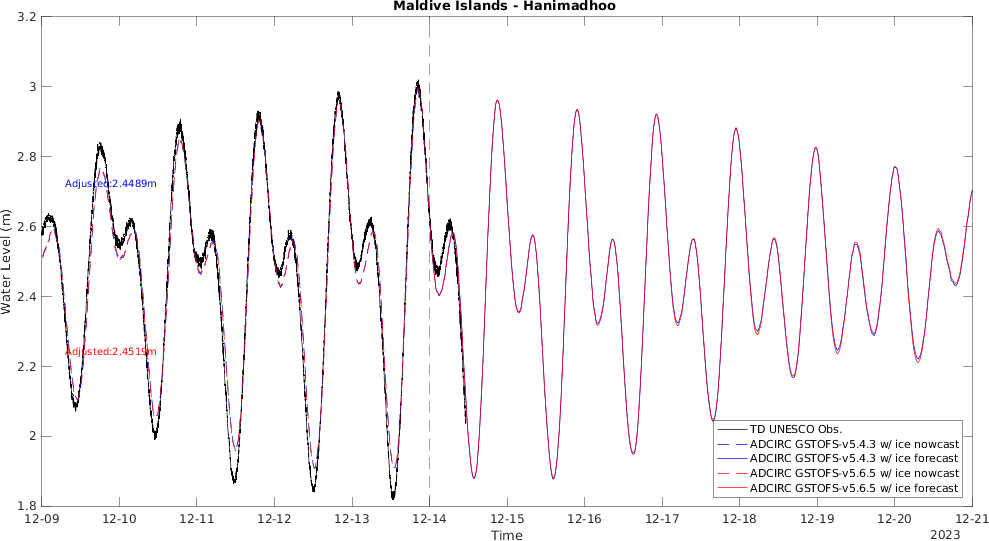 Maldive Islands - Hanimadhoo
3.2
3
2.8
2.6
2.4
2.2
2
1.8
Water Level (m)
Adjusted:2.4489m
Adjusted:2.4519m
TD UNESCO Obs.
ADCIRC GSTOFS-v5.4.3 w/ ice nowcast
ADCIRC GSTOFS-v5.4.3 w/ ice forecast
ADCIRC GSTOFS-v5.6.5 w/ ice nowcast
ADCIRC GSTOFS-v5.6.5 w/ ice forecast
12-09 12-10 12-11 12-12 12-13 12-14 12-15 12-16 12-17 12-18 12-19 12-20 12-21
Time
2023